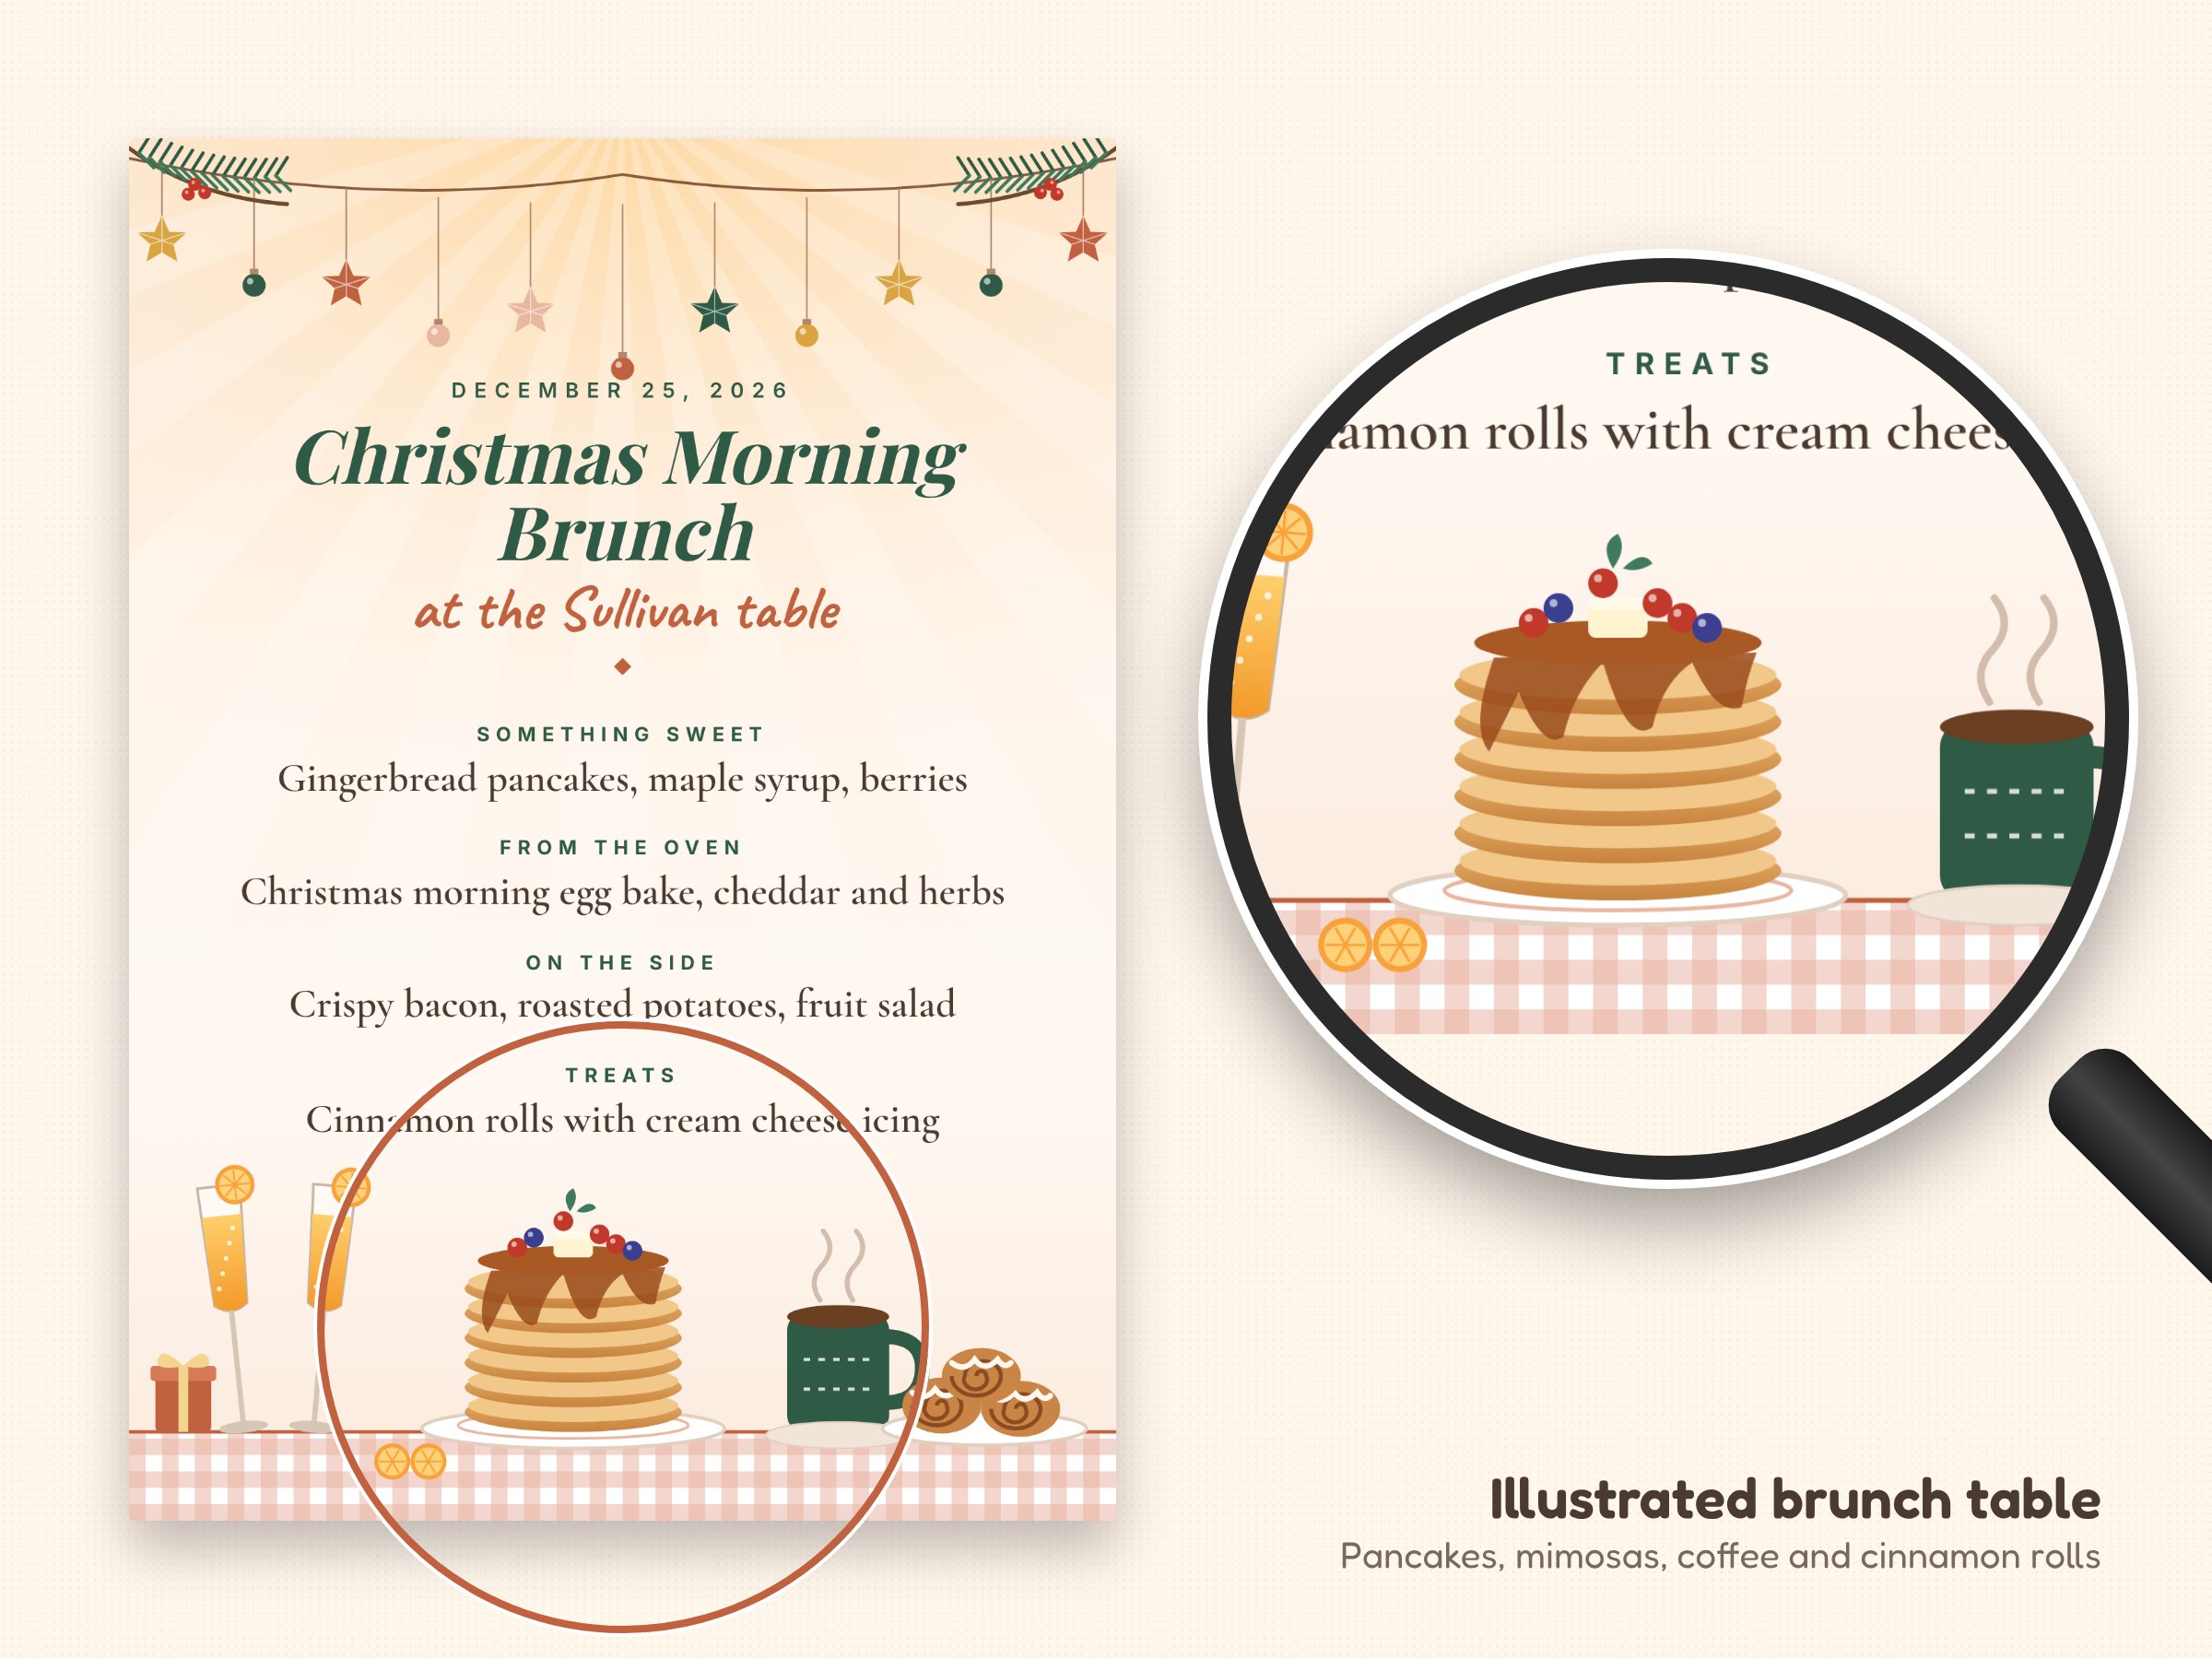 DECEMBER 25, 2026
Christmas Morning
Brunch
at the Sullivan table
SOMETHING SWEET
Gingerbread pancakes, maple syrup, berries
FROM THE OVEN
Christmas morning egg bake, cheddar and herbs
ON THE SIDE
Crispy bacon, roasted potatoes, fruit salad
TREATS
Cinnamon rolls with cream cheese icing
TREATS
amon rolls with cream chees
Illustrated brunch table
Pancakes, mimosas, coffee and cinnamon rolls